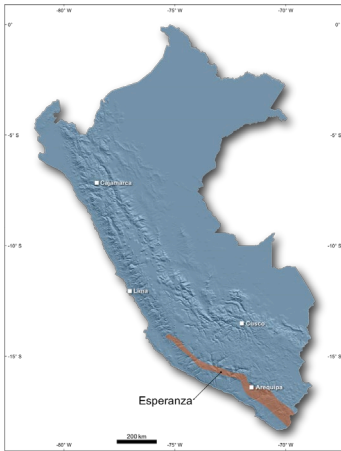 -80° W
-75° W
-70° W
0°
0°
-5° S
-5° S
Cajamarca
-10° S
-10° S
Lima
Cusco
-15° S
-15° S
Arequipa
Esperanza
200 km
-80° W
-75° W
-70° W